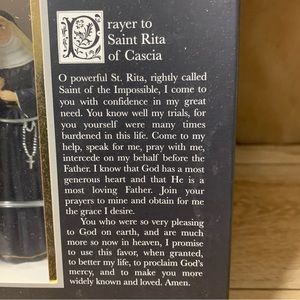 Prayer to
Saint Rita
of Cascia
O powerful St. Rita, rightly called
Saint of the Impossible, I come to
you with confidence in my great
need. You know well my trials, for
you yourself were many times
burdened in this life. Come to my
help, speak for me, pray with me,
intercede on my behalf before the
Father. I know that God has a most
generous heart and that He is a
most loving Father. Join your
prayers to mine and obtain for me
the grace I desire.
You who were so very pleasing
to God on earth, and are much
more so now in heaven, I promise
to use this favor, when granted,
to better my life, to proclaim God's
mercy, and to make you more
widely known and loved. Amen.